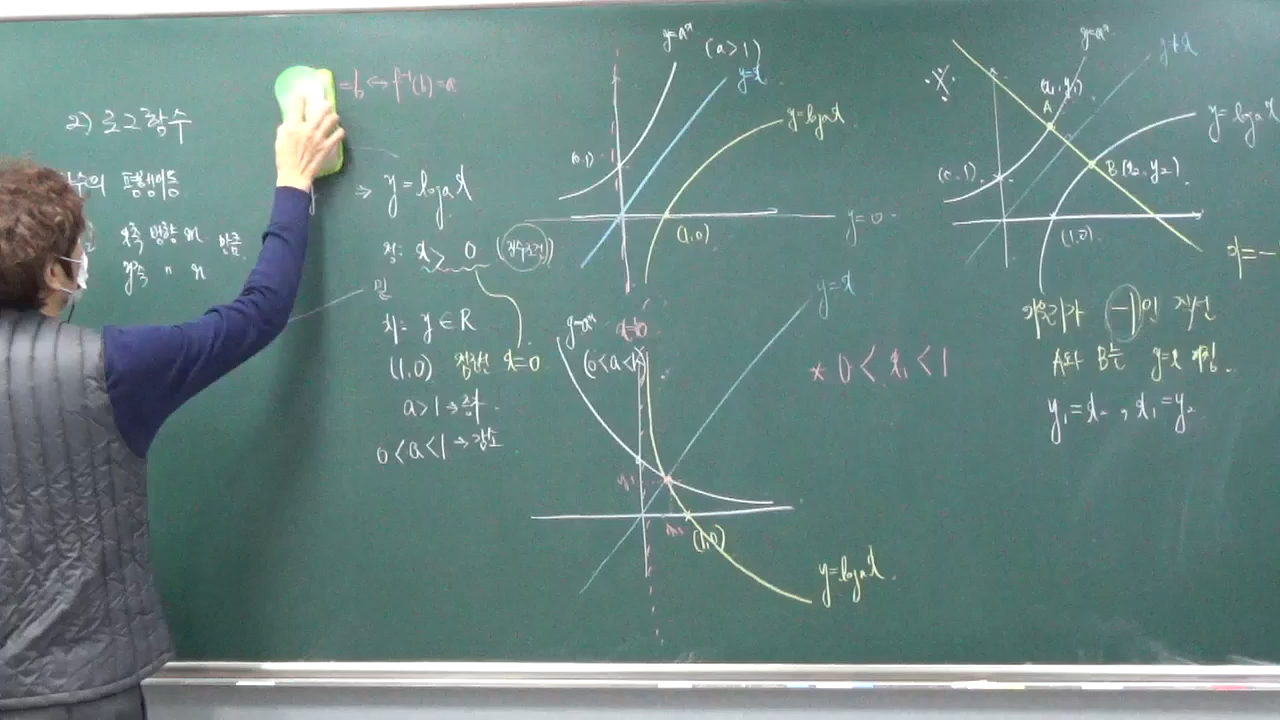 2) 로그함수
=b ↔ f⁻¹(b)=a
수의 평행이동
x축 방향 m 만큼
y축 〃 n
⇒ y=logₐx
정: x>0 (진수조건)
밑
치: y∈R
(1,0) 점근선 x=0
a>1→증가
0<a<1→감소
y=aˣ (a>1)
y=x
y=logₐx
(0,1)
(1,0)
y=0
y=aˣ
(0<a<1)
x=0
y=x
(1,0)
y=logₐx
* 0<x₁<1
y=aˣ
y=x
(x₁,y₁)
A
y=logₐx
(0,1)
B(x₂,y₂)
(1,0)
기울기가 -1인 직선
A와 B는 y=x 대칭.
y₁=x₂, x₁=y₂